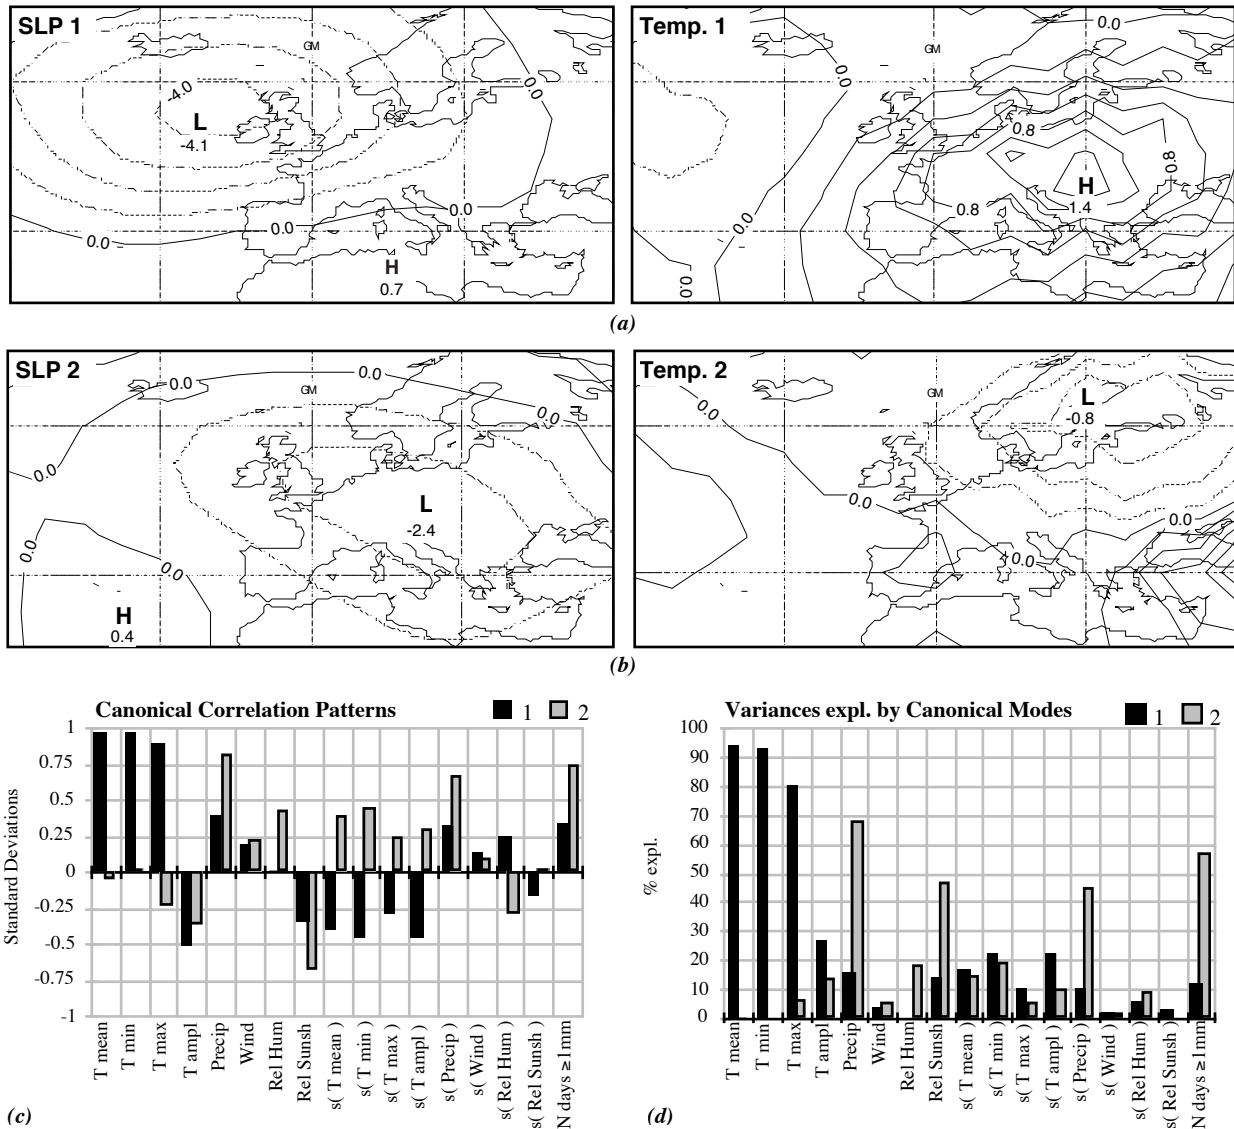 SLP 1
GM
-4.0
L
-4.1
0.0
0.0
0.0
0.0
H
0.7
Temp. 1
GM
0.0
0.0
0.0
0.0
0.8
0.8
0.8
H
1.4
(a)
SLP 2
GM
0.0
0.0
0.0
0.0
0.0
0.0
L
-2.4
H
0.4
Temp. 2
GM
0.0
L
-0.8
0.0
0.0
0.0
(b)
Canonical Correlation Patterns
1
2
Standard Deviations
1
0.75
0.5
0.25
0
-0.25
-0.5
-0.75
-1
T mean
T min
T max
T ampl
Precip
Wind
Rel Hum
Rel Sunsh
s( T mean )
s( T min )
s( T max )
s( T ampl )
s( Precip )
s( Wind )
s( Rel Hum )
s( Rel Sunsh )
N days ≥1mm
(c)
Variances expl. by Canonical Modes
1
2
% expl.
100
90
80
70
60
50
40
30
20
10
0
T mean
T min
T max
T ampl
Precip
Wind
Rel Hum
Rel Sunsh
s( T mean )
s( T min )
s( T max )
s( T ampl )
s( Precip )
s( Wind )
s( Rel Hum )
s( Rel Sunsh )
N days ≥1mm
(d)